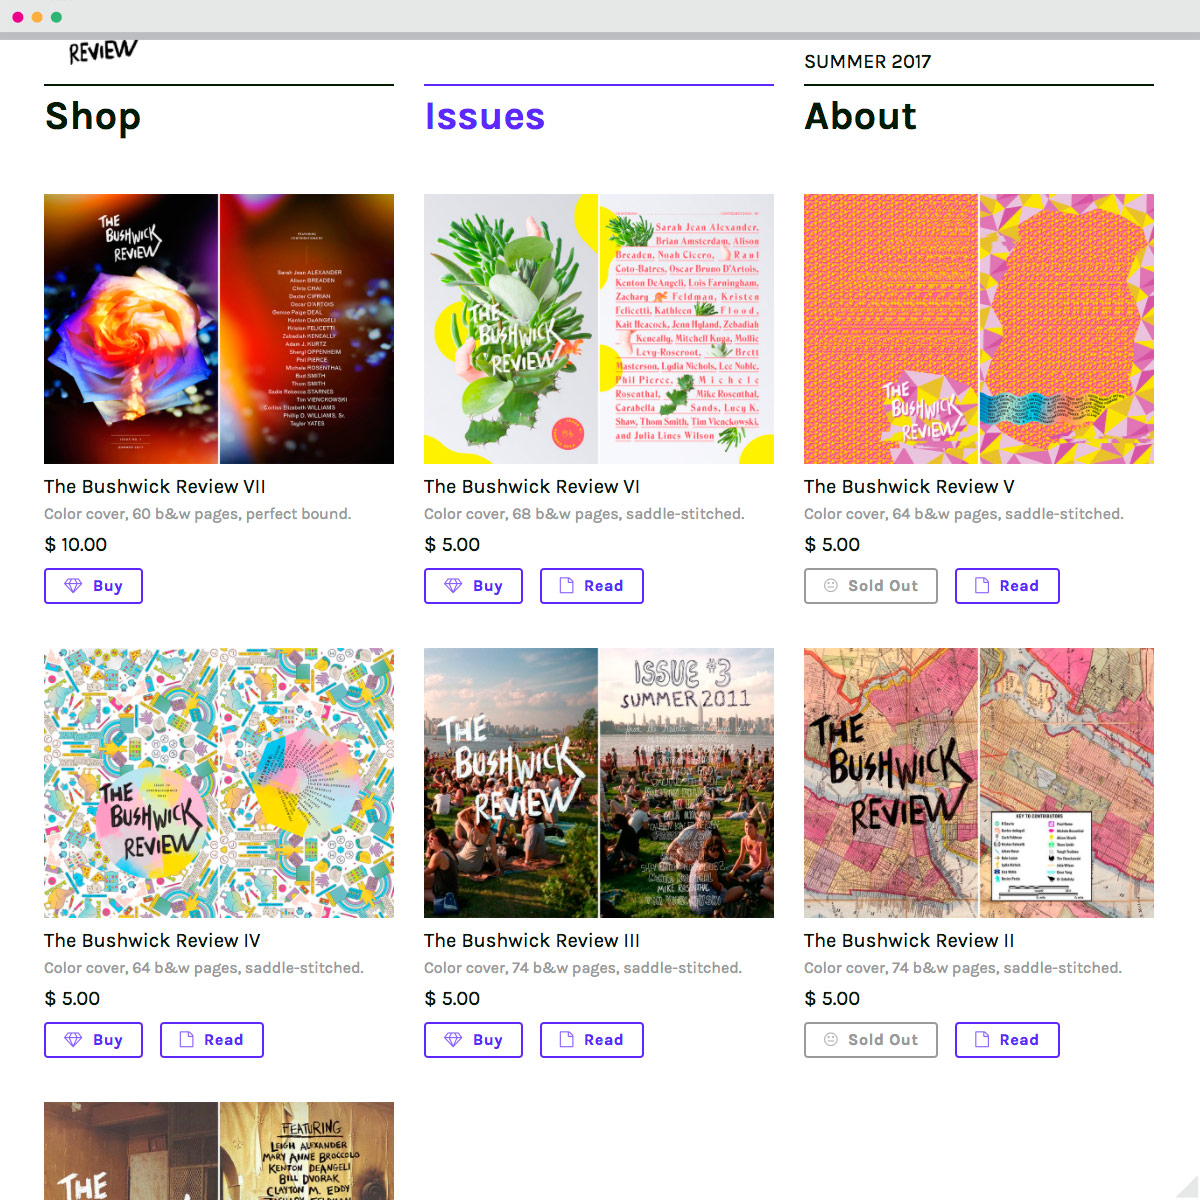 REVIEW
SUMMER 2017
Shop
Issues
About
THE
BUSHWICK
REVIEW
Sarah Jean ALEXANDER
Alison BREADEN
Chris CHAI
Dexter CIPRIAN
Oscar D'ARTOIS
Genise Paige DEAL
Kenton DeANGELI
Kristen FELICETTI
Zebadiah KENEALLY
Adam J. KURTZ
Sheryl OPPENHEIM
Phil PIERCE
Michele ROSENTHAL
Bud SMITH
Thom SMITH
Sadie Rebecca STARNES
Tim VIENCKOWSKI
Corliss Elizabeth WILLIAMS
Phillip D. WILLIAMS, Sr.
Taylor YATES
THE
BUSHWICK
REVIEW
Sarah Jean Alexander,
Brian Amsterdam, Alison
Breaden, Noah Cicero, Raul
Coto-Batres, Oscar Bruno D'Artois,
Kenton DeAngeli, Lois Farningham,
Zachary Feldman, Kristen
Felicetti, Kathleen Flood,
Kait Heacock, Jenn Hyland, Zebadiah
Keneally, Mitchell Kuga, Mollie
Levy-Roscroot, Brett
Masterson, Lydia Nichols, Lee Noble,
Phil Pierce, Michele
Rosenthal, Mike Rosenthal,
Carabella Sands, Lucy K.
Shaw, Thom Smith, Tim Vienckowski,
and Julia Lines Wilson
THE
BUSHWICK
REVIEW
The Bushwick Review VII
Color cover, 60 b&w pages, perfect bound.
$ 10.00
Buy
The Bushwick Review VI
Color cover, 68 b&w pages, saddle-stitched.
$ 5.00
Buy Read
The Bushwick Review V
Color cover, 64 b&w pages, saddle-stitched.
$ 5.00
Sold Out Read
THE
BUSHWICK
REVIEW
THE
BUSHWICK
REVIEW
ISSUE #3
SUMMER 2011
MIKE ROSENTHAL
THE
BUSHWICK
REVIEW
KEY TO CONTRIBUTORS
The Bushwick Review IV
Color cover, 64 b&w pages, saddle-stitched.
$ 5.00
Buy Read
The Bushwick Review III
Color cover, 74 b&w pages, saddle-stitched.
$ 5.00
Buy Read
The Bushwick Review II
Color cover, 74 b&w pages, saddle-stitched.
$ 5.00
Sold Out Read
THE
FEATURING
LEIGH ALEXANDER
MARY ANNE BROCCOLO
KENTON DEANGELI
BILL DVORAK
CLAYTON M. EDDY